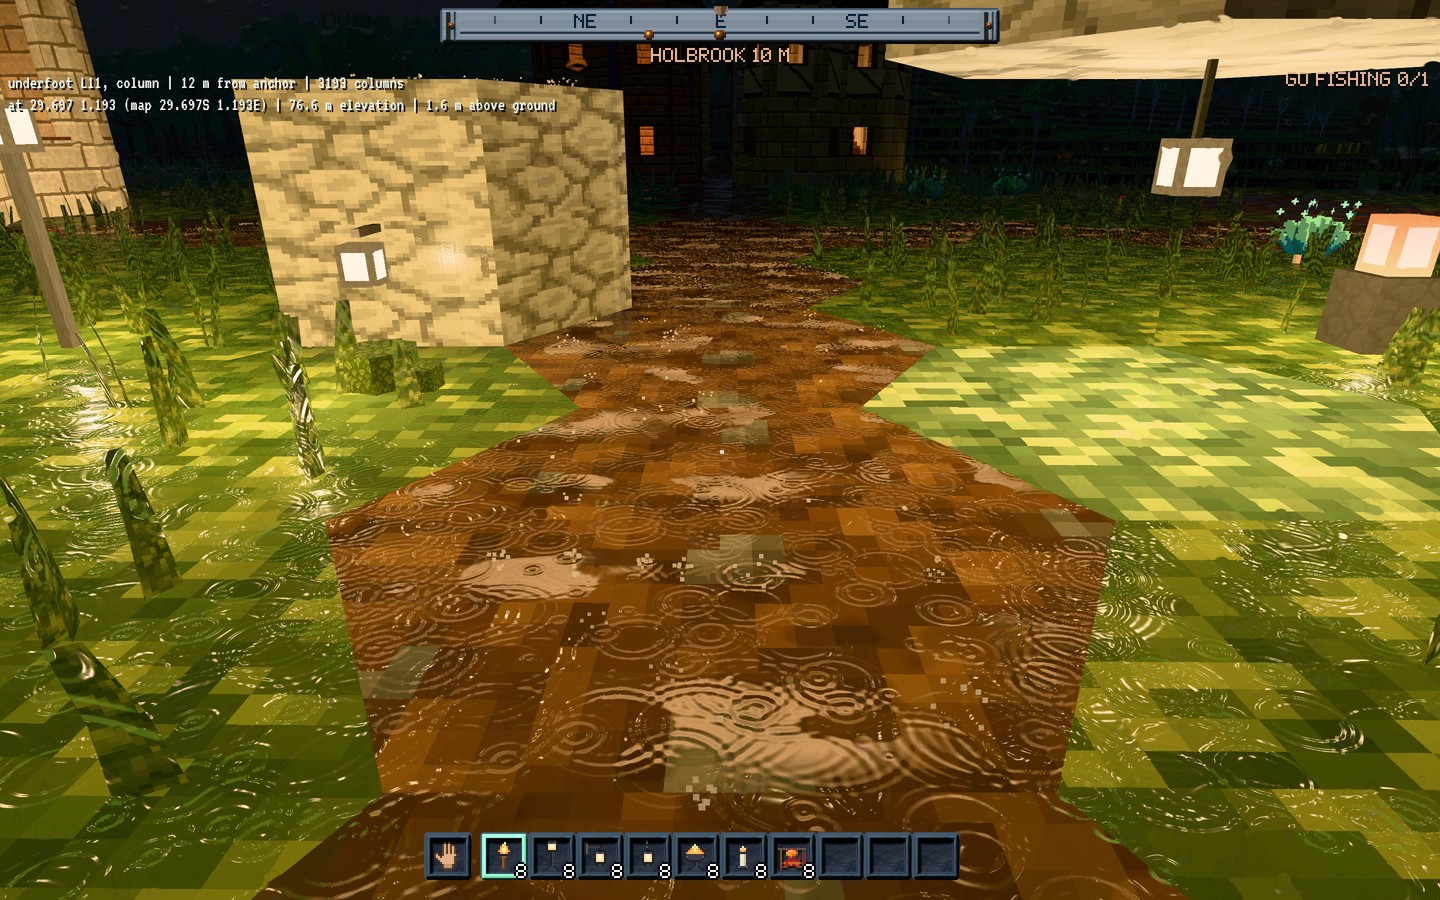 NE E SE
HOLBROOK 10 M
GO FISHING 0/1
underfoot L11, column | 12 m from anchor | 3193 columns
at 29.697 1.193 (map 29.697S 1.193E) | 76.6 m elevation | 1.6 m above ground
8 8 8 8 8 8 8